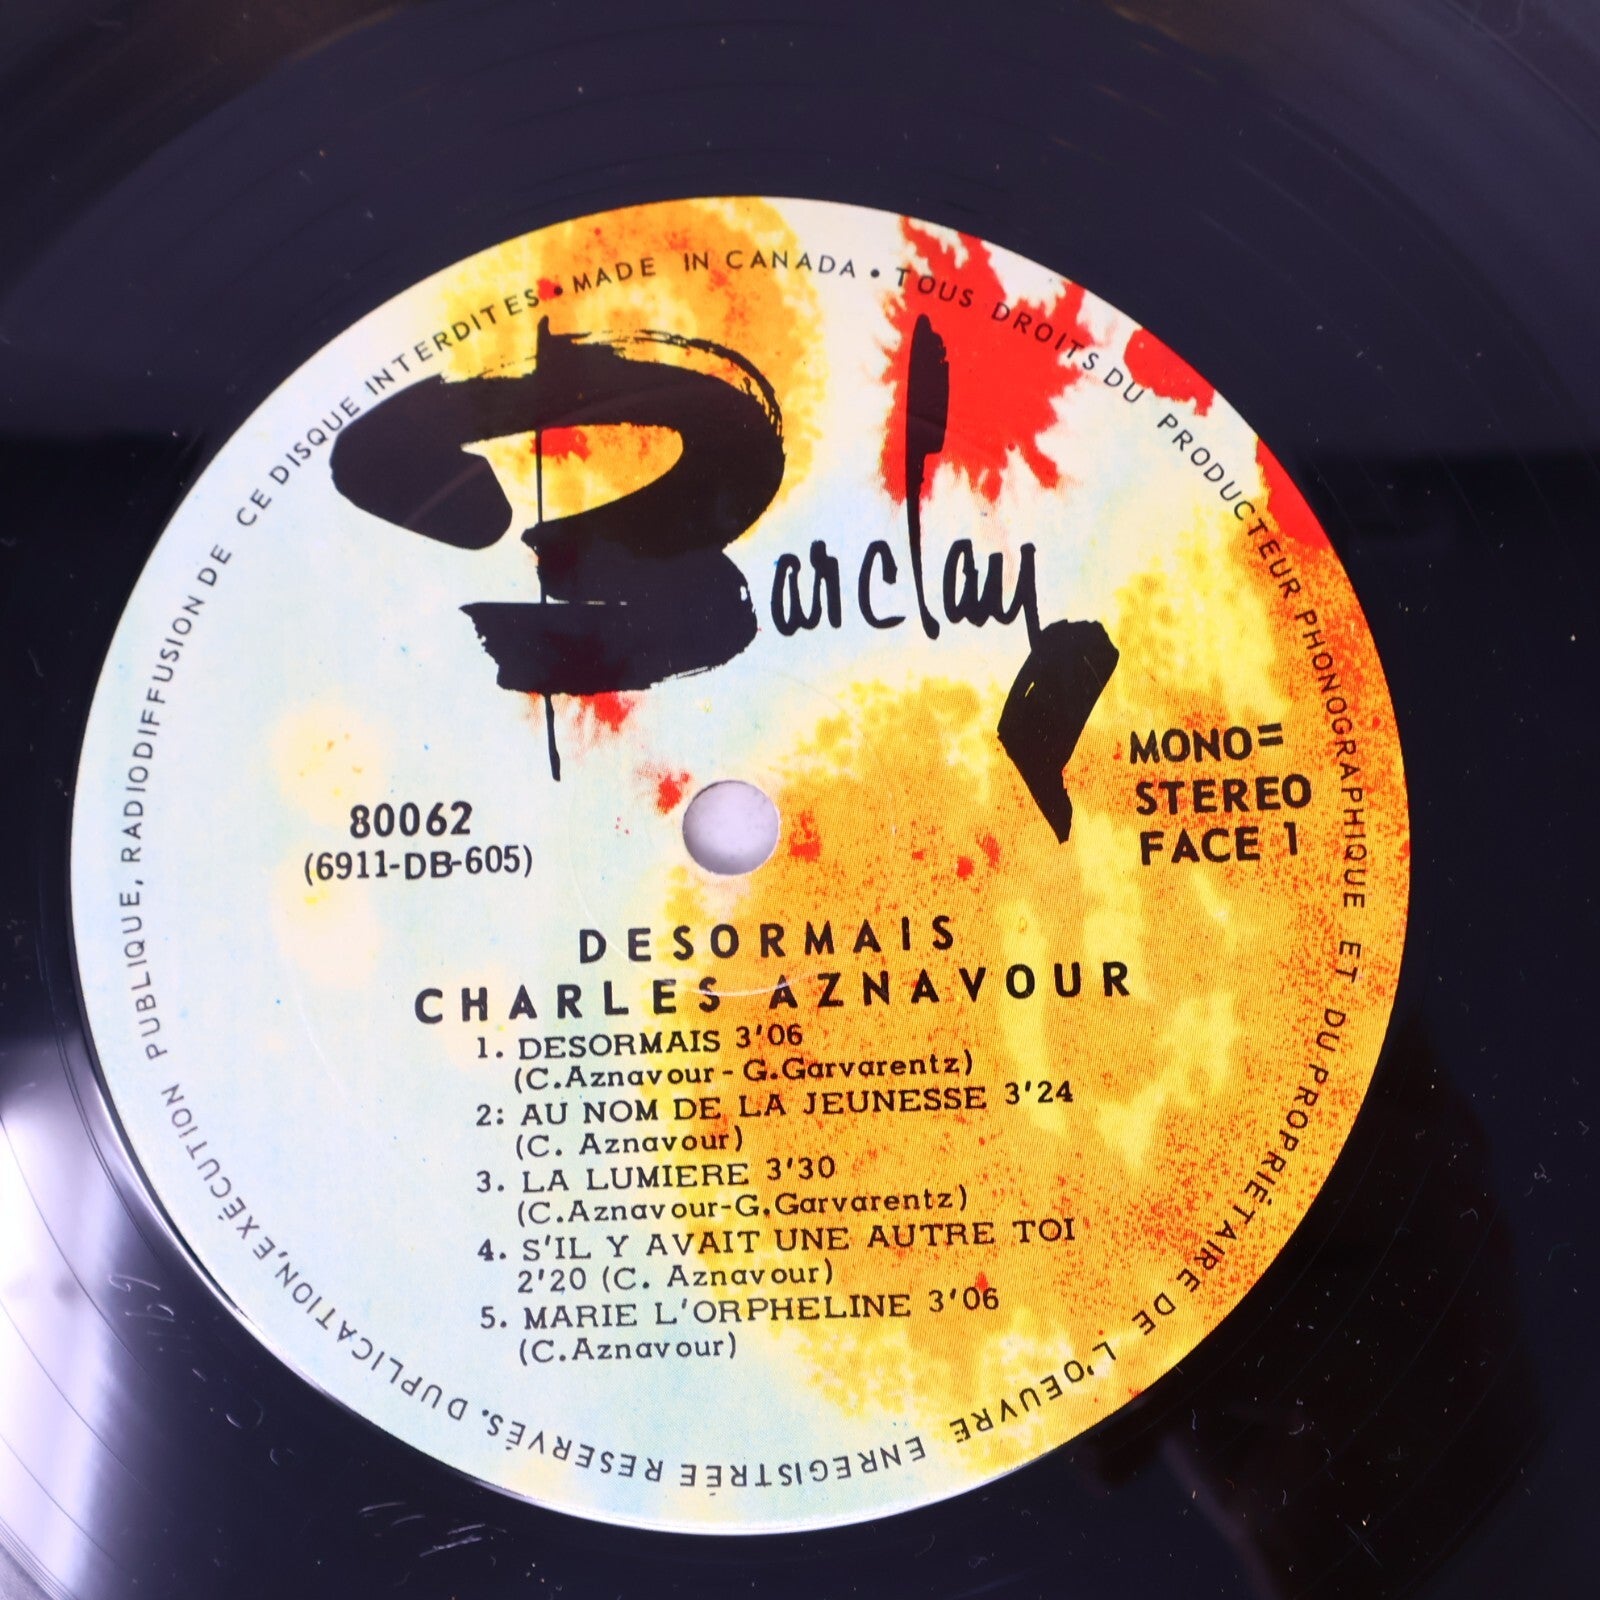 • MADE IN CANADA • TOUS DROITS DU PRODUCTEUR PHONOGRAPHIQUE ET DU PROPRIÉTAIRE DE L'OEUVRE ENREGISTRÉE RESERVÉS. DUPLICATION, EXÈCUTION PUBLIQUE, RADIODIFFUSION DE CE DISQUE INTERDITES
Barclay
MONO=
STEREO
FACE 1
80062
(6911-DB-605)
DESORMAIS
CHARLES AZNAVOUR
1. DESORMAIS 3'06
(C.Aznavour - G.Garvarentz)
2: AU NOM DE LA JEUNESSE 3'24
(C. Aznavour)
3. LA LUMIERE 3'30
(C.Aznavour-G.Garvarentz)
4. S'IL Y AVAIT UNE AUTRE TOI
2'20 (C. Aznavour)
5. MARIE L'ORPHELINE 3'06
(C.Aznavour)